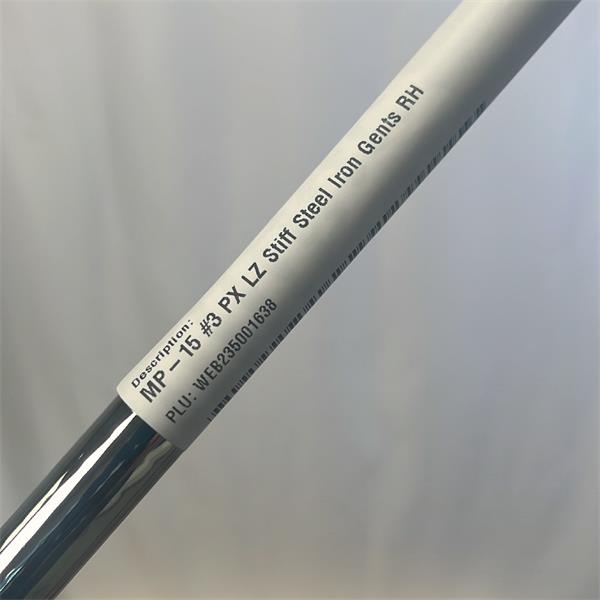 Description:
MP-15 #3 PX LZ Stiff Steel Iron Gents RH
PLU: WEB235001638